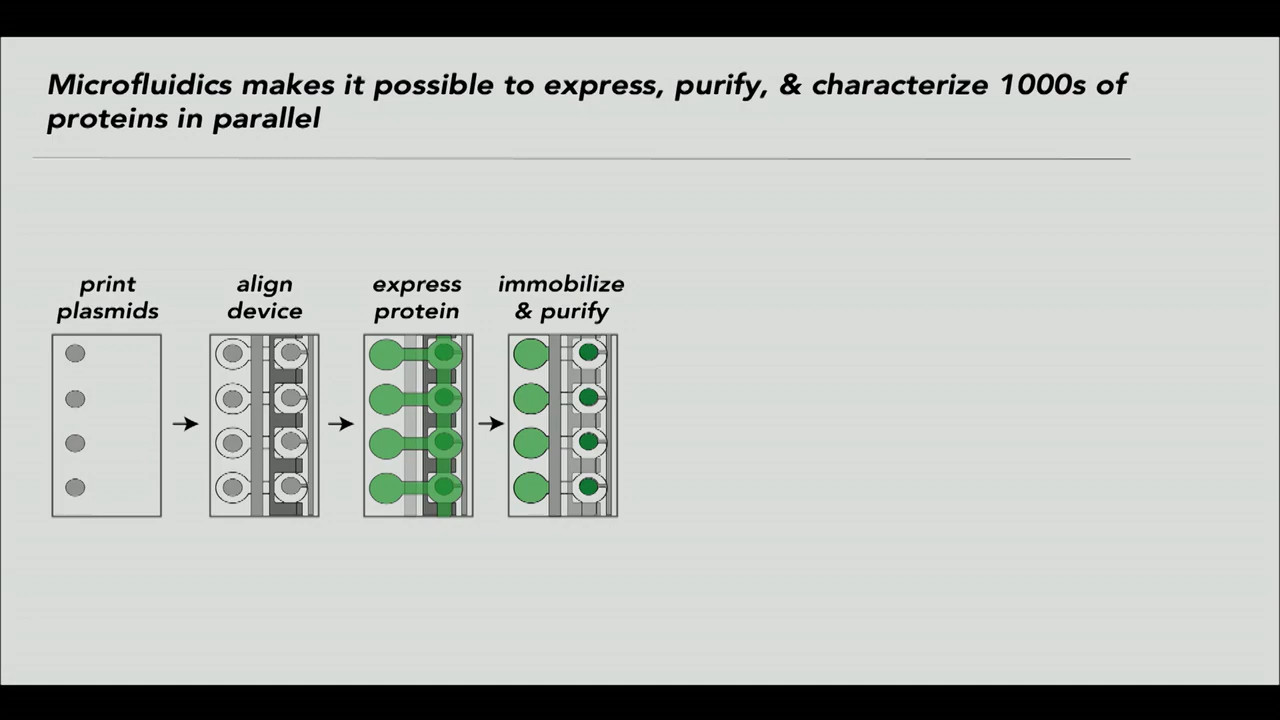 Microfluidics makes it possible to express, purify, & characterize 1000s of
proteins in parallel
print
plasmids
align
device
express
protein
immobilize
& purify